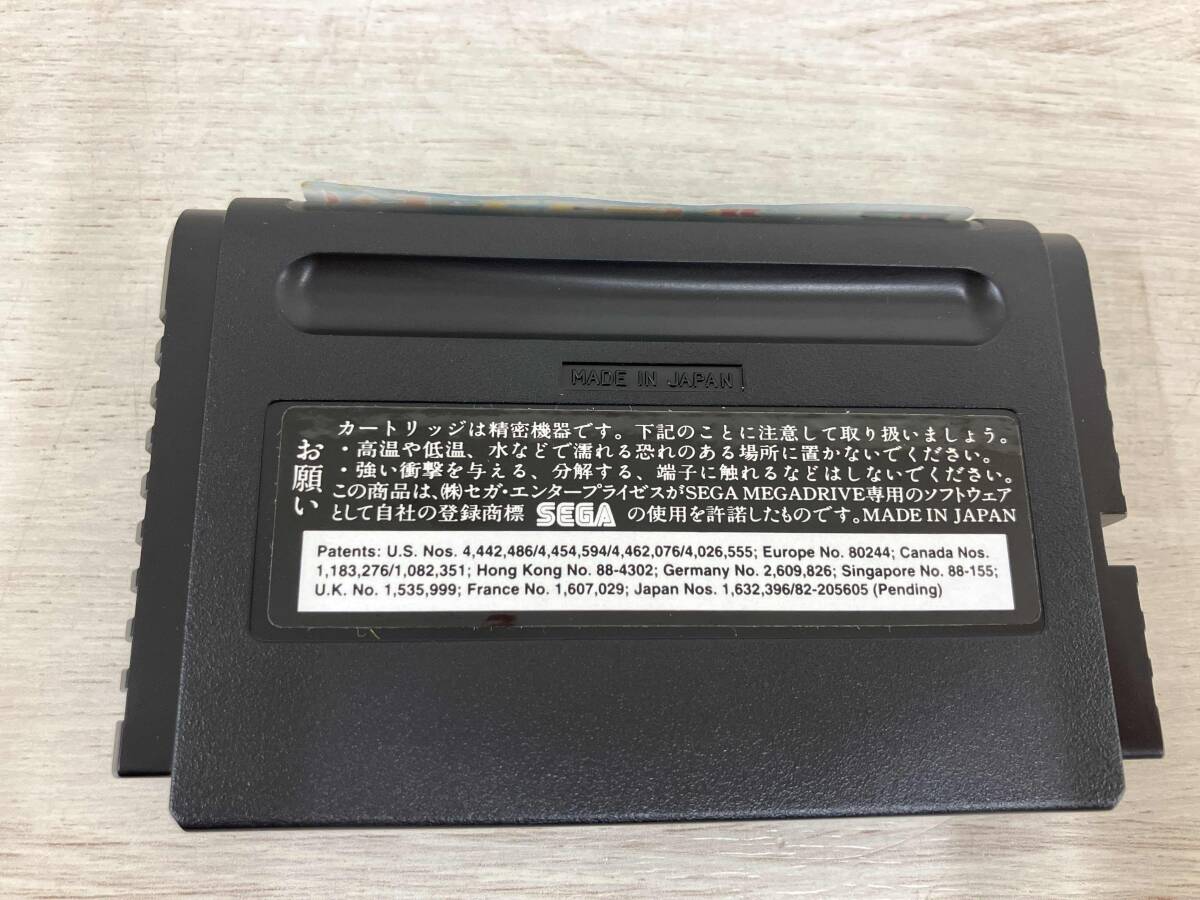 MADE IN JAPAN
お願い
カートリッジは精密機器です。下記のことに注意して取り扱いましょう。
・高温や低温、水などで濡れる恐れのある場所に置かないでください。
・強い衝撃を与える、分解する、端子に触れるなどはしないでください。
この商品は、㈱セガ・エンタープライゼスがSEGA MEGADRIVE専用のソフトウェア
として自社の登録商標 SEGA の使用を許諾したものです。MADE IN JAPAN
Patents: U.S. Nos. 4,442,486/4,454,594/4,462,076/4,026,555; Europe No. 80244; Canada Nos.
1,183,276/1,082,351; Hong Kong No. 88-4302; Germany No. 2,609,826; Singapore No. 88-155;
U.K. No. 1,535,999; France No. 1,607,029; Japan Nos. 1,632,396/82-205605 (Pending)